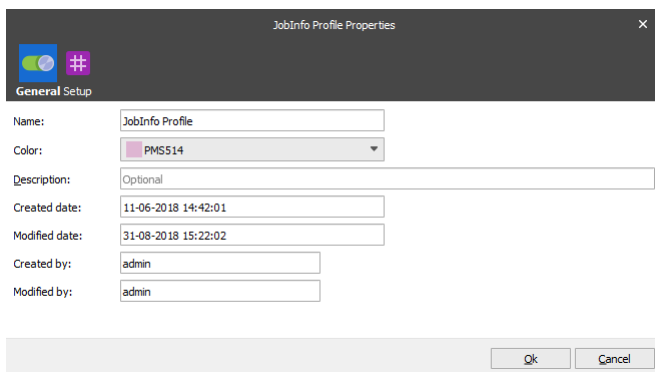 JobInfo Profile Properties
General Setup
Name: JobInfo Profile
Color: PMS514
Description: Optional
Created date: 11-06-2018 14:42:01
Modified date: 31-08-2018 15:22:02
Created by: admin
Modified by: admin
Ok Cancel